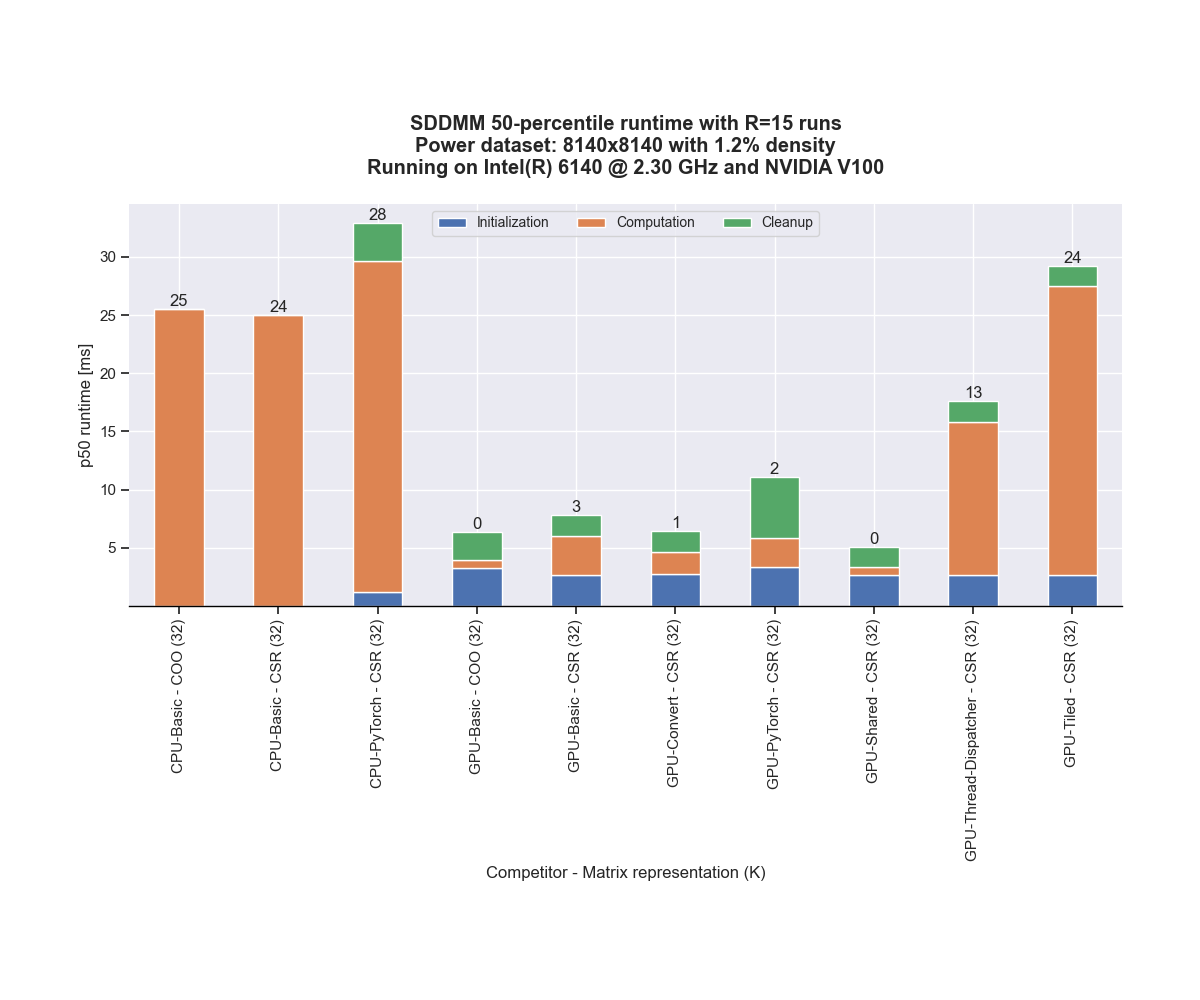 SDDMM 50-percentile runtime with R=15 runs
Power dataset: 8140x8140 with 1.2% density
Running on Intel(R) 6140 @ 2.30 GHz and NVIDIA V100
Initialization
Computation
Cleanup
p50 runtime [ms]
30
25
20
15
10
5
25
24
28
0
3
1
2
0
13
24
CPU-Basic - COO (32)
CPU-Basic - CSR (32)
CPU-PyTorch - CSR (32)
GPU-Basic - COO (32)
GPU-Basic - CSR (32)
GPU-Convert - CSR (32)
GPU-PyTorch - CSR (32)
GPU-Shared - CSR (32)
GPU-Thread-Dispatcher - CSR (32)
GPU-Tiled - CSR (32)
Competitor - Matrix representation (K)